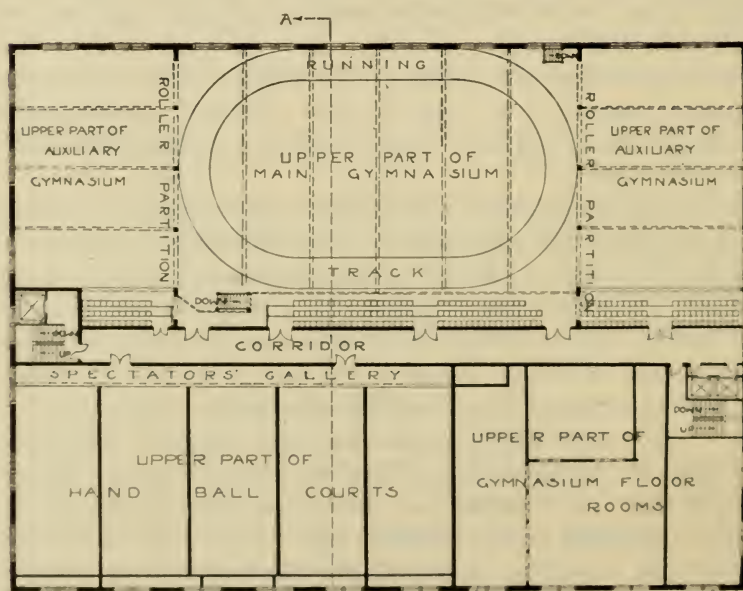 A
RUNNING
DOWN
ROLLER PARTITION
ROLLER PARTITION
UPPER PART OF
AUXILIARY
GYMNASIUM
UPPER PART OF
MAIN GYMNASIUM
UPPER PART OF
AUXILIARY
GYMNASIUM
TRACK
DOWN
DOWN
UP
CORRIDOR
SPECTATORS' GALLERY
DOWN
UP
UPPER PART OF
HAND BALL COURTS
UPPER PART OF
GYMNASIUM FLOOR
ROOMS